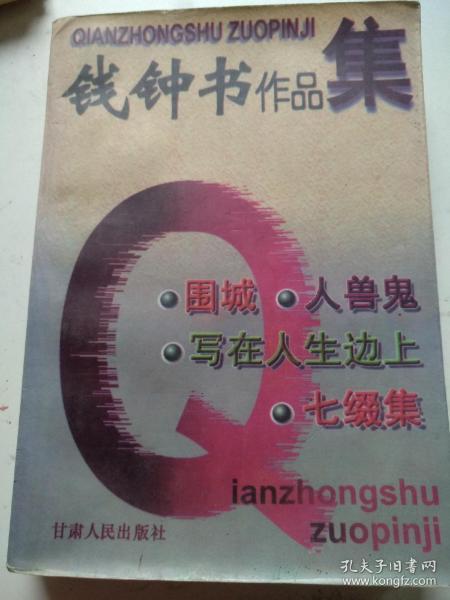 QIANZHONGSHU ZUOPINJI
钱钟书作品集
围城 人兽鬼
写在人生边上
七缀集
Q
ianzhongshu
zuopinji
甘肃人民出版社
孔夫子旧书网
www.kongfz.com